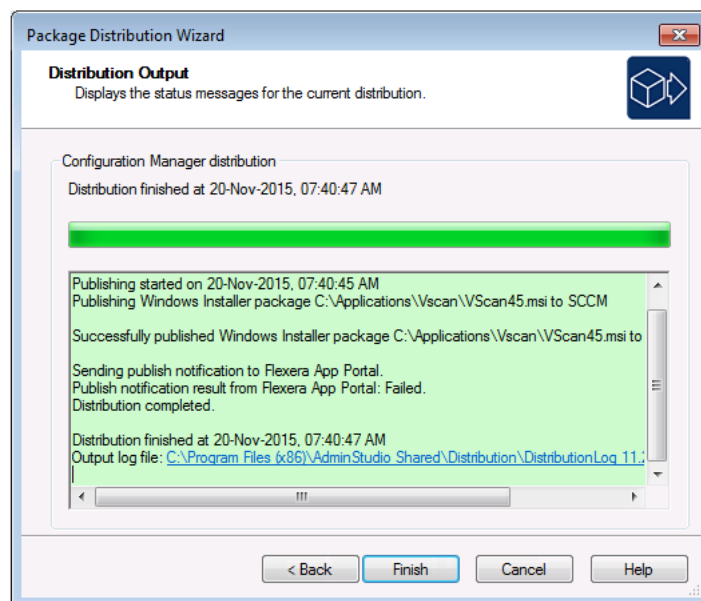 Package Distribution Wizard
Distribution Output
Displays the status messages for the current distribution.
Configuration Manager distribution
Distribution finished at 20-Nov-2015, 07:40:47 AM
Publishing started on 20-Nov-2015, 07:40:45 AM
Publishing Windows Installer package C:\Applications\Vscan\VScan45.msi to SCCM
Successfully published Windows Installer package C:\Applications\Vscan\VScan45.msi to
Sending publish notification to Flexera App Portal.
Publish notification result from Flexera App Portal: Failed.
Distribution completed.
Distribution finished at 20-Nov-2015, 07:40:47 AM
Output log file: C:\Program Files (x86)\AdminStudio Shared\Distribution\DistributionLog 11.2
< Back Finish Cancel Help